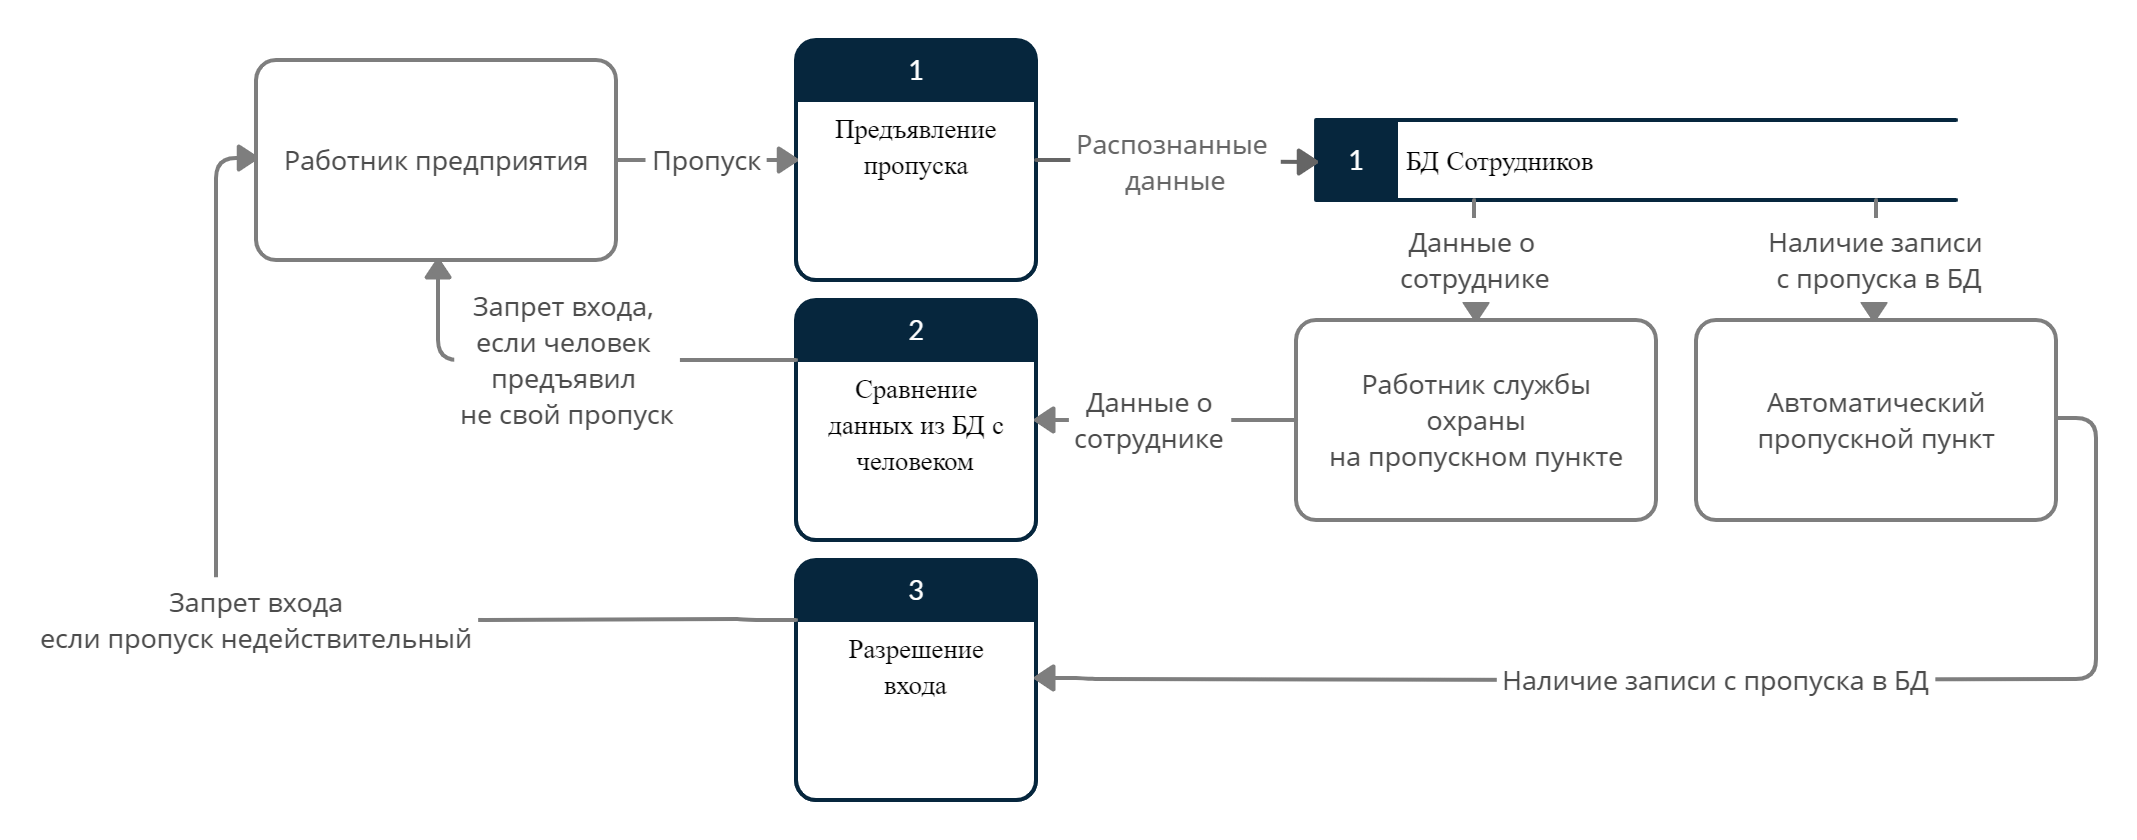 1
Предъявление
пропуска
Работник предприятия
Пропуск
Распознанные
данные
1
БД Сотрудников
Данные о
сотруднике
Наличие записи
с пропуска в БД
Запрет входа,
если человек
предъявил
не свой пропуск
2
Сравнение
данных из БД с
человеком
Данные о
сотруднике
Работник службы
охраны
на пропускном пункте
Автоматический
пропускной пункт
Запрет входа
если пропуск недействительный
3
Разрешение
входа
Наличие записи с пропуска в БД